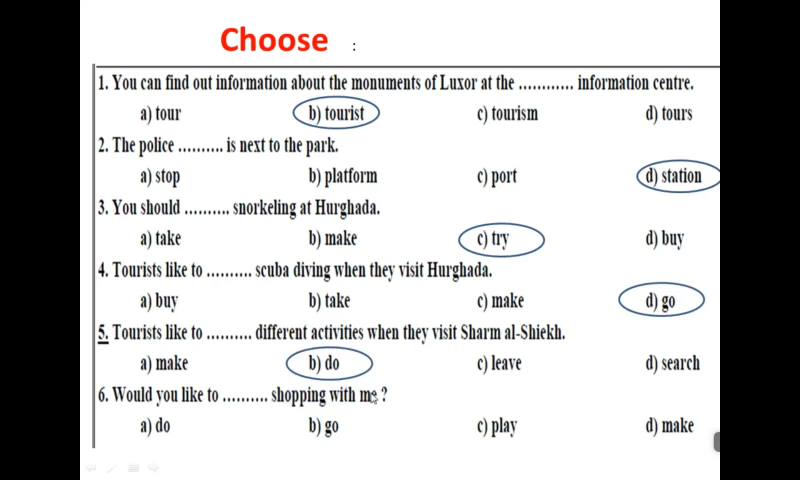 Choose :
1. You can find out information about the monuments of Luxor at the ............ information centre.
a) tour b) tourist c) tourism d) tours
2. The police .......... is next to the park.
a) stop b) platform c) port d) station
3. You should .......... snorkeling at Hurghada.
a) take b) make c) try d) buy
4. Tourists like to .......... scuba diving when they visit Hurghada.
a) buy b) take c) make d) go
5. Tourists like to .......... different activities when they visit Sharm al-Shiekh.
a) make b) do c) leave d) search
6. Would you like to .......... shopping with me ?
a) do b) go c) play d) make